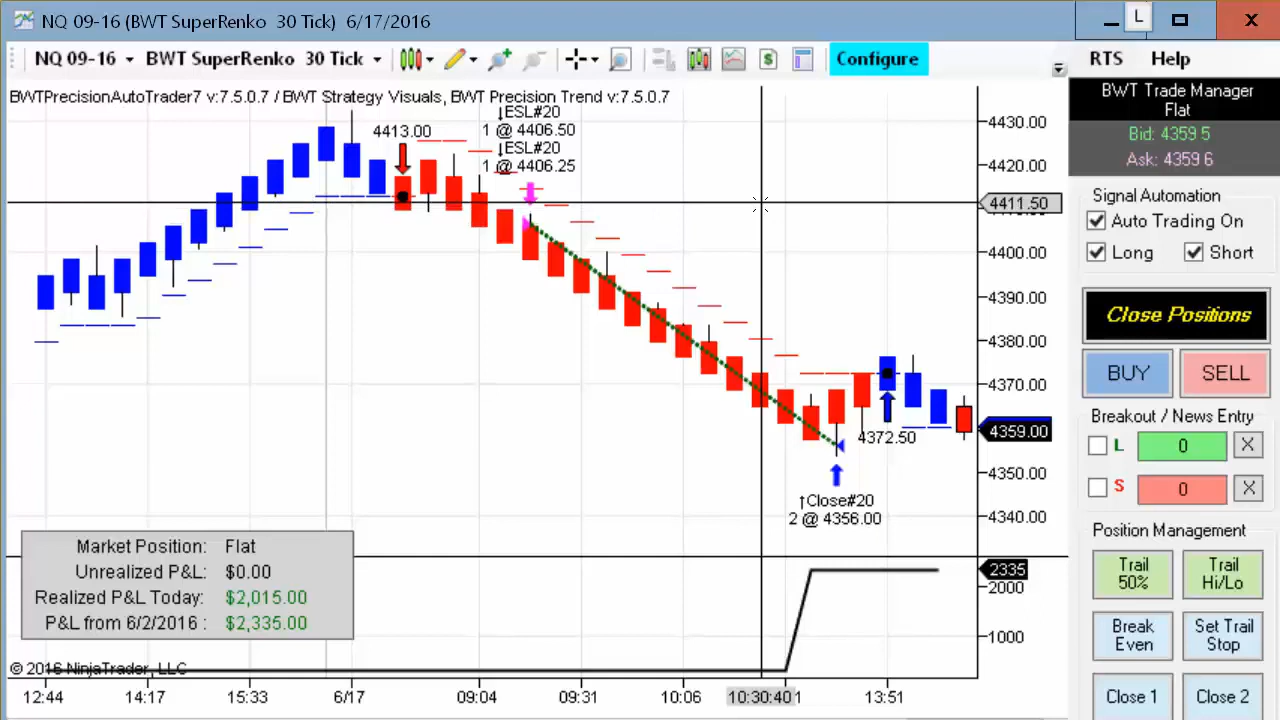 NQ 09-16 (BWT SuperRenko 30 Tick) 6/17/2016
L
X
NQ 09-16 BWT SuperRenko 30 Tick
$
Configure
RTS Help
BWTPrecisionAutoTrader7 v:7.5.0.7 / BWT Strategy Visuals, BWT Precision Trend v:7.5.0.7
BWT Trade Manager
Flat
Bid: 4359 5
Ask: 4359 6
Signal Automation
Auto Trading On
Long Short
Close Positions
BUY SELL
Breakout / News Entry
L 0 X
S 0 X
Position Management
Trail 50%
Trail Hi/Lo
Break Even
Set Trail Stop
Close 1 Close 2
4413.00
↓ESL#20
1 @ 4406.50
↓ESL#20
1 @ 4406.25
4372.50
↑Close#20
2 @ 4356.00
4430.00
4420.00
4411.50
4400.00
4390.00
4380.00
4370.00
4359.00
4350.00
4340.00
2335
2000
1000
Market Position: Flat
Unrealized P&L: $0.00
Realized P&L Today: $2,015.00
P&L from 6/2/2016 : $2,335.00
© 2016 NinjaTrader, LLC
12:44 14:17 15:33 6/17 09:04 09:31 10:06 10:30:40 13:51